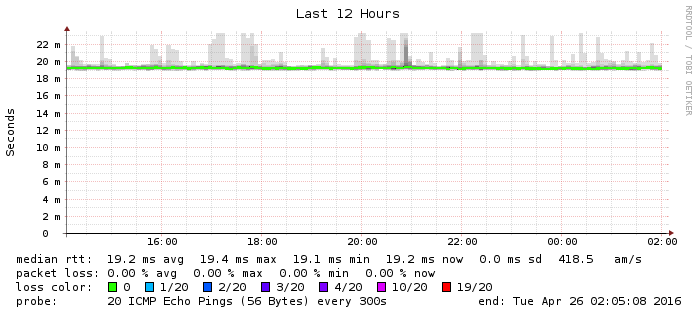 Last 12 Hours
RRDTOOL / TOBI OETIKER
Seconds
22 m
20 m
18 m
16 m
14 m
12 m
10 m
8 m
6 m
4 m
2 m
0
16:00 18:00 20:00 22:00 00:00 02:00
median rtt: 19.2 ms avg 19.4 ms max 19.1 ms min 19.2 ms now 0.0 ms sd 418.5 am/s
packet loss: 0.00 % avg 0.00 % max 0.00 % min 0.00 % now
loss color: 0 1/20 2/20 3/20 4/20 10/20 19/20
probe: 20 ICMP Echo Pings (56 Bytes) every 300s end: Tue Apr 26 02:05:08 2016